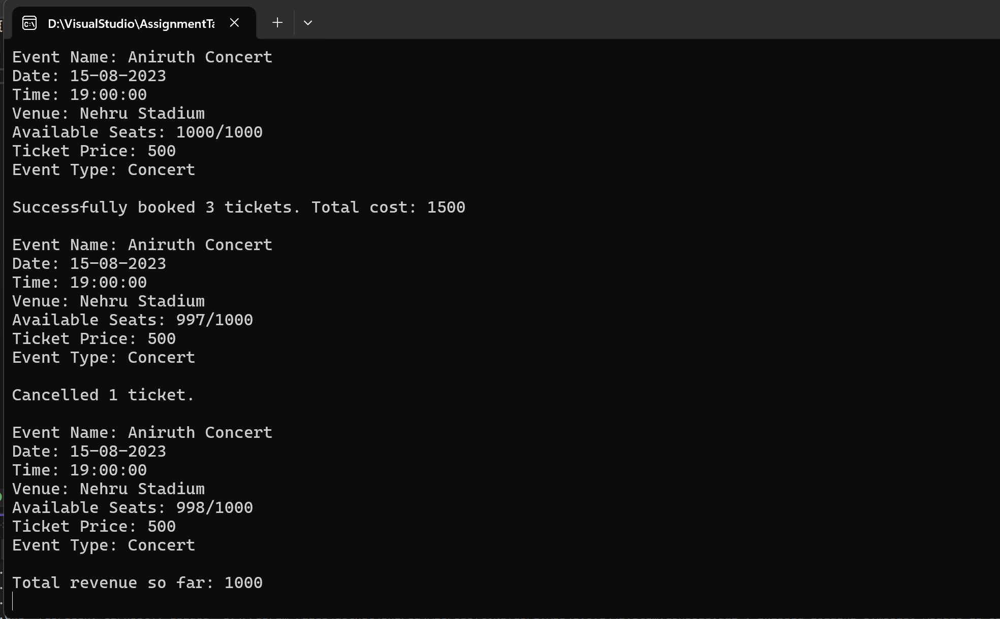 D:\VisualStudio\AssignmentTa
Event Name: Aniruth Concert
Date: 15-08-2023
Time: 19:00:00
Venue: Nehru Stadium
Available Seats: 1000/1000
Ticket Price: 500
Event Type: Concert
Successfully booked 3 tickets. Total cost: 1500
Event Name: Aniruth Concert
Date: 15-08-2023
Time: 19:00:00
Venue: Nehru Stadium
Available Seats: 997/1000
Ticket Price: 500
Event Type: Concert
Cancelled 1 ticket.
Event Name: Aniruth Concert
Date: 15-08-2023
Time: 19:00:00
Venue: Nehru Stadium
Available Seats: 998/1000
Ticket Price: 500
Event Type: Concert
Total revenue so far: 1000